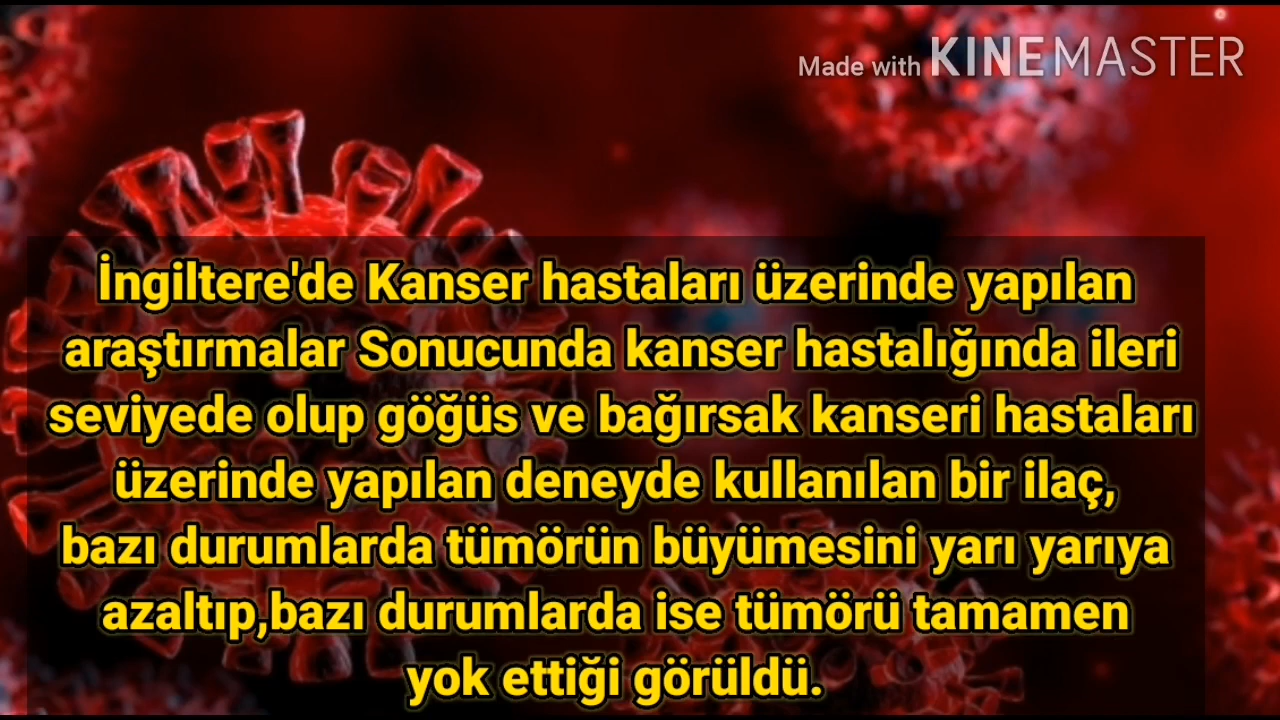 Made with KINEMASTER
İngiltere'de Kanser hastaları üzerinde yapılan
araştırmalar Sonucunda kanser hastalığında ileri
seviyede olup göğüs ve bağırsak kanseri hastaları
üzerinde yapılan deneyde kullanılan bir ilaç,
bazı durumlarda tümörün büyümesini yarı yarıya
azaltıp,bazı durumlarda ise tümörü tamamen
yok ettiği görüldü.